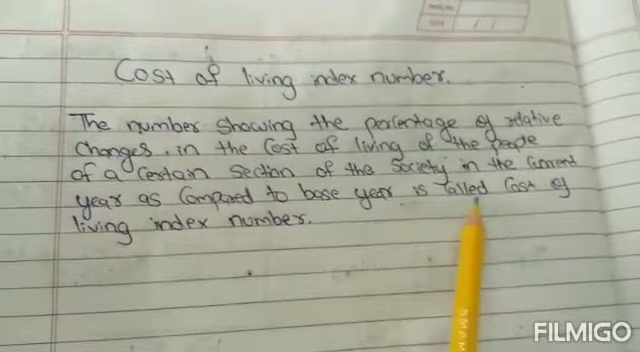 Cost of living index number.
The number showing the percentage of relative
changes in the cost of living of the people
of a certain section of the Society in the current
year as Compared to base year is Called Cost of
living index number.
FILMIGO